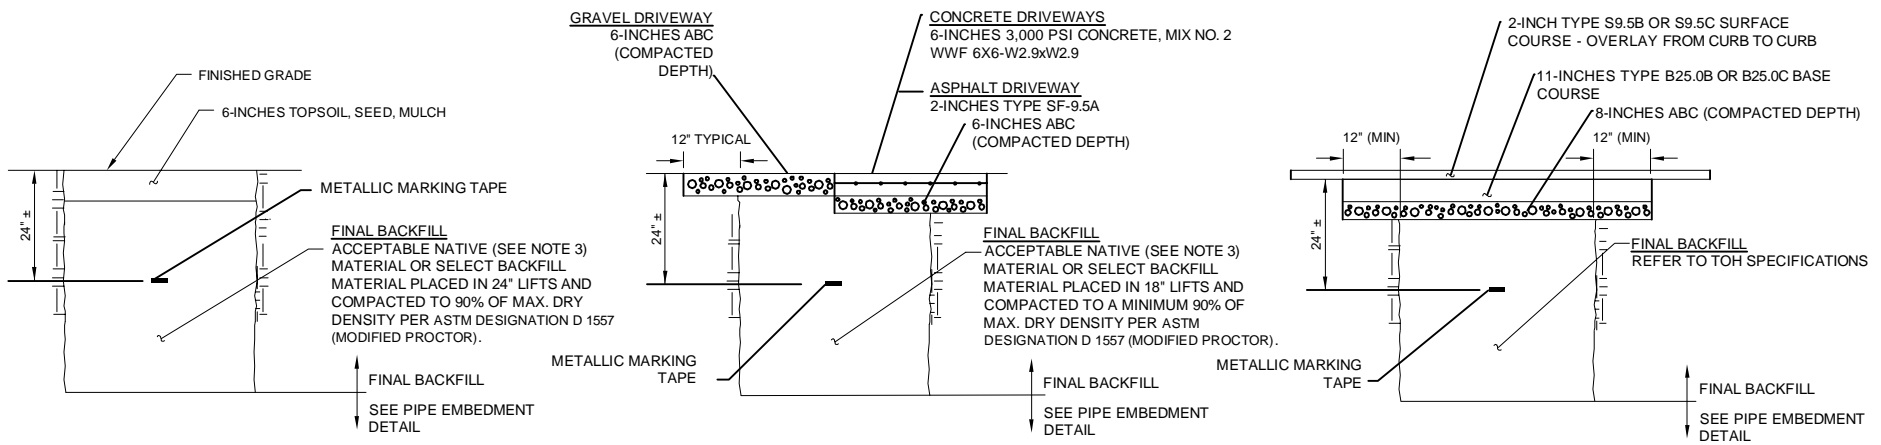 FINISHED GRADE
6-INCHES TOPSOIL, SEED, MULCH
24" ±
METALLIC MARKING TAPE
FINAL BACKFILL
ACCEPTABLE NATIVE (SEE NOTE 3)
MATERIAL OR SELECT BACKFILL
MATERIAL PLACED IN 24" LIFTS AND
COMPACTED TO 90% OF MAX. DRY
DENSITY PER ASTM DESIGNATION D 1557
(MODIFIED PROCTOR).
FINAL BACKFILL
SEE PIPE EMBEDMENT
DETAIL
GRAVEL DRIVEWAY
6-INCHES ABC
(COMPACTED
DEPTH)
CONCRETE DRIVEWAYS
6-INCHES 3,000 PSI CONCRETE, MIX NO. 2
WWF 6X6-W2.9xW2.9
ASPHALT DRIVEWAY
2-INCHES TYPE SF-9.5A
6-INCHES ABC
(COMPACTED DEPTH)
12" TYPICAL
24" ±
FINAL BACKFILL
ACCEPTABLE NATIVE (SEE NOTE 3)
MATERIAL OR SELECT BACKFILL
MATERIAL PLACED IN 18" LIFTS AND
COMPACTED TO A MINIMUM 90% OF
MAX. DRY DENSITY PER ASTM
DESIGNATION D 1557 (MODIFIED PROCTOR).
METALLIC MARKING
TAPE
FINAL BACKFILL
SEE PIPE EMBEDMENT
DETAIL
2-INCH TYPE S9.5B OR S9.5C SURFACE
COURSE - OVERLAY FROM CURB TO CURB
11-INCHES TYPE B25.0B OR B25.0C BASE
COURSE
8-INCHES ABC (COMPACTED DEPTH)
12" (MIN)
12" (MIN)
24" ±
FINAL BACKFILL
REFER TO TOH SPECIFICATIONS
METALLIC MARKING
TAPE
FINAL BACKFILL
SEE PIPE EMBEDMENT
DETAIL